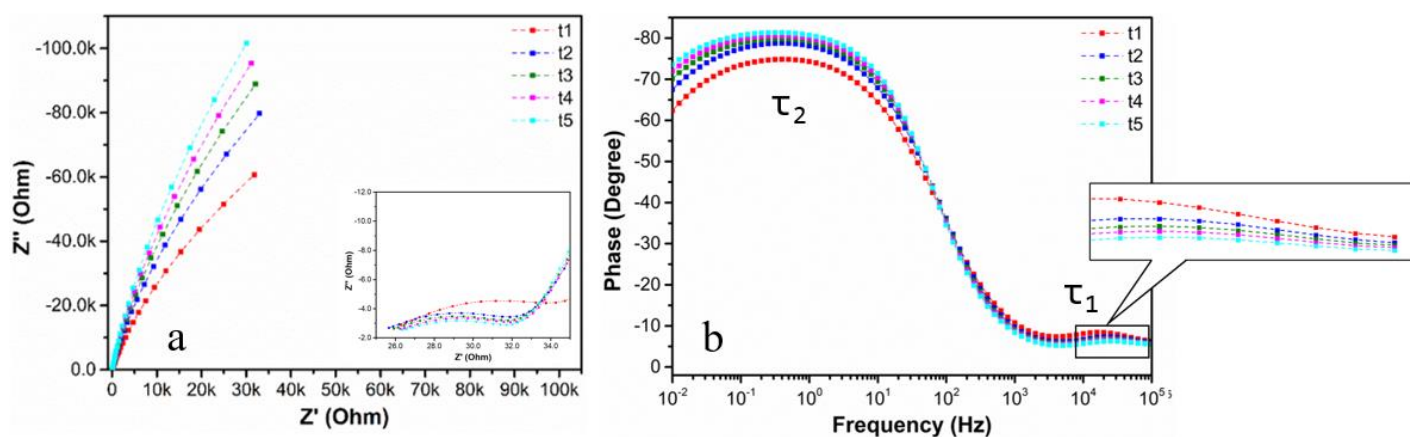 -100.0k
-80.0k
-60.0k
-40.0k
-20.0k
0.0
Z'' (Ohm)
0 10k 20k 30k 40k 50k 60k 70k 80k 90k 100k
Z' (Ohm)
t1
t2
t3
t4
t5
a
-12.0
-10.0
-8.0
-6.0
-4.0
-2.0
Z'' (Ohm)
26.0 28.0 30.0 32.0 34.0
Z' (Ohm)
-80
-70
-60
-50
-40
-30
-20
-10
0
Phase (Degree)
10⁻² 10⁻¹ 10⁰ 10¹ 10² 10³ 10⁴ 10⁵
Frequency (Hz)
t1
t2
t3
t4
t5
τ₂
τ₁
b